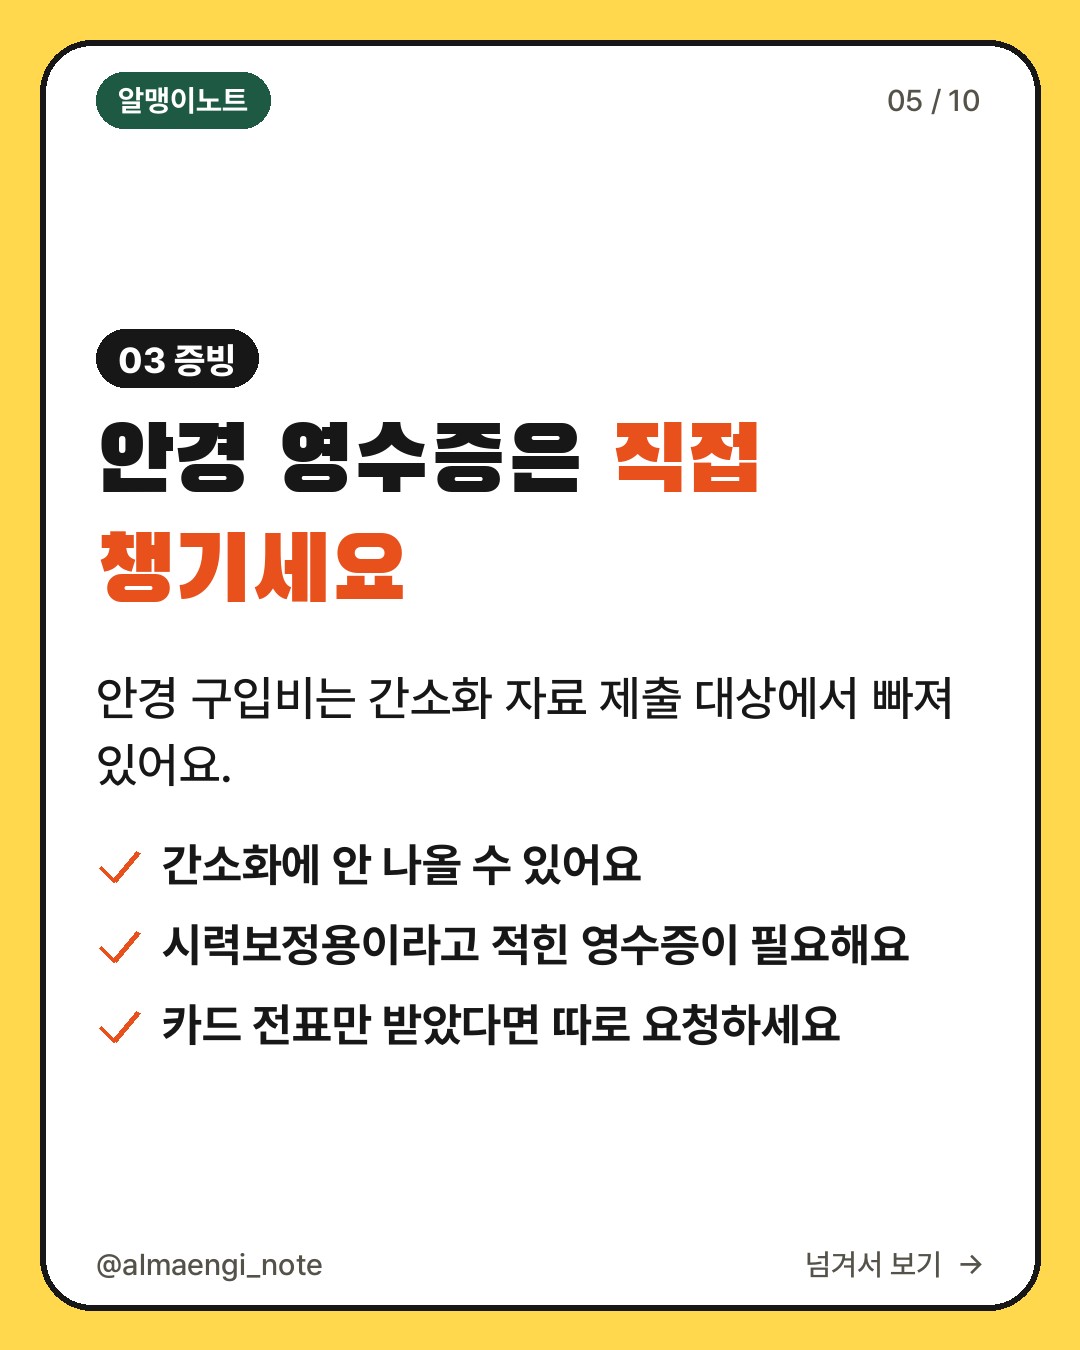 알맹이노트
05 / 10
03 증빙
안경 영수증은 직접
챙기세요
안경 구입비는 간소화 자료 제출 대상에서 빠져
있어요.
간소화에 안 나올 수 있어요
시력보정용이라고 적힌 영수증이 필요해요
카드 전표만 받았다면 따로 요청하세요
@almaengi_note
넘겨서 보기 →